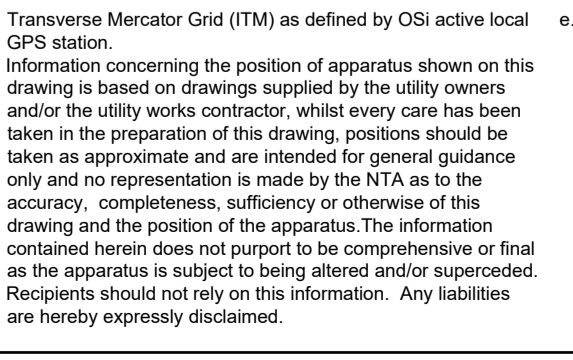 Transverse Mercator Grid (ITM) as defined by OSi active local e.
GPS station.
Information concerning the position of apparatus shown on this
drawing is based on drawings supplied by the utility owners
and/or the utility works contractor, whilst every care has been
taken in the preparation of this drawing, positions should be
taken as approximate and are intended for general guidance
only and no representation is made by the NTA as to the
accuracy,  completeness, sufficiency or otherwise of this
drawing and the position of the apparatus.The information
contained herein does not purport to be comprehensive or final
as the apparatus is subject to being altered and/or superceded.
Recipients should not rely on this information.  Any liabilities
are hereby expressly disclaimed.